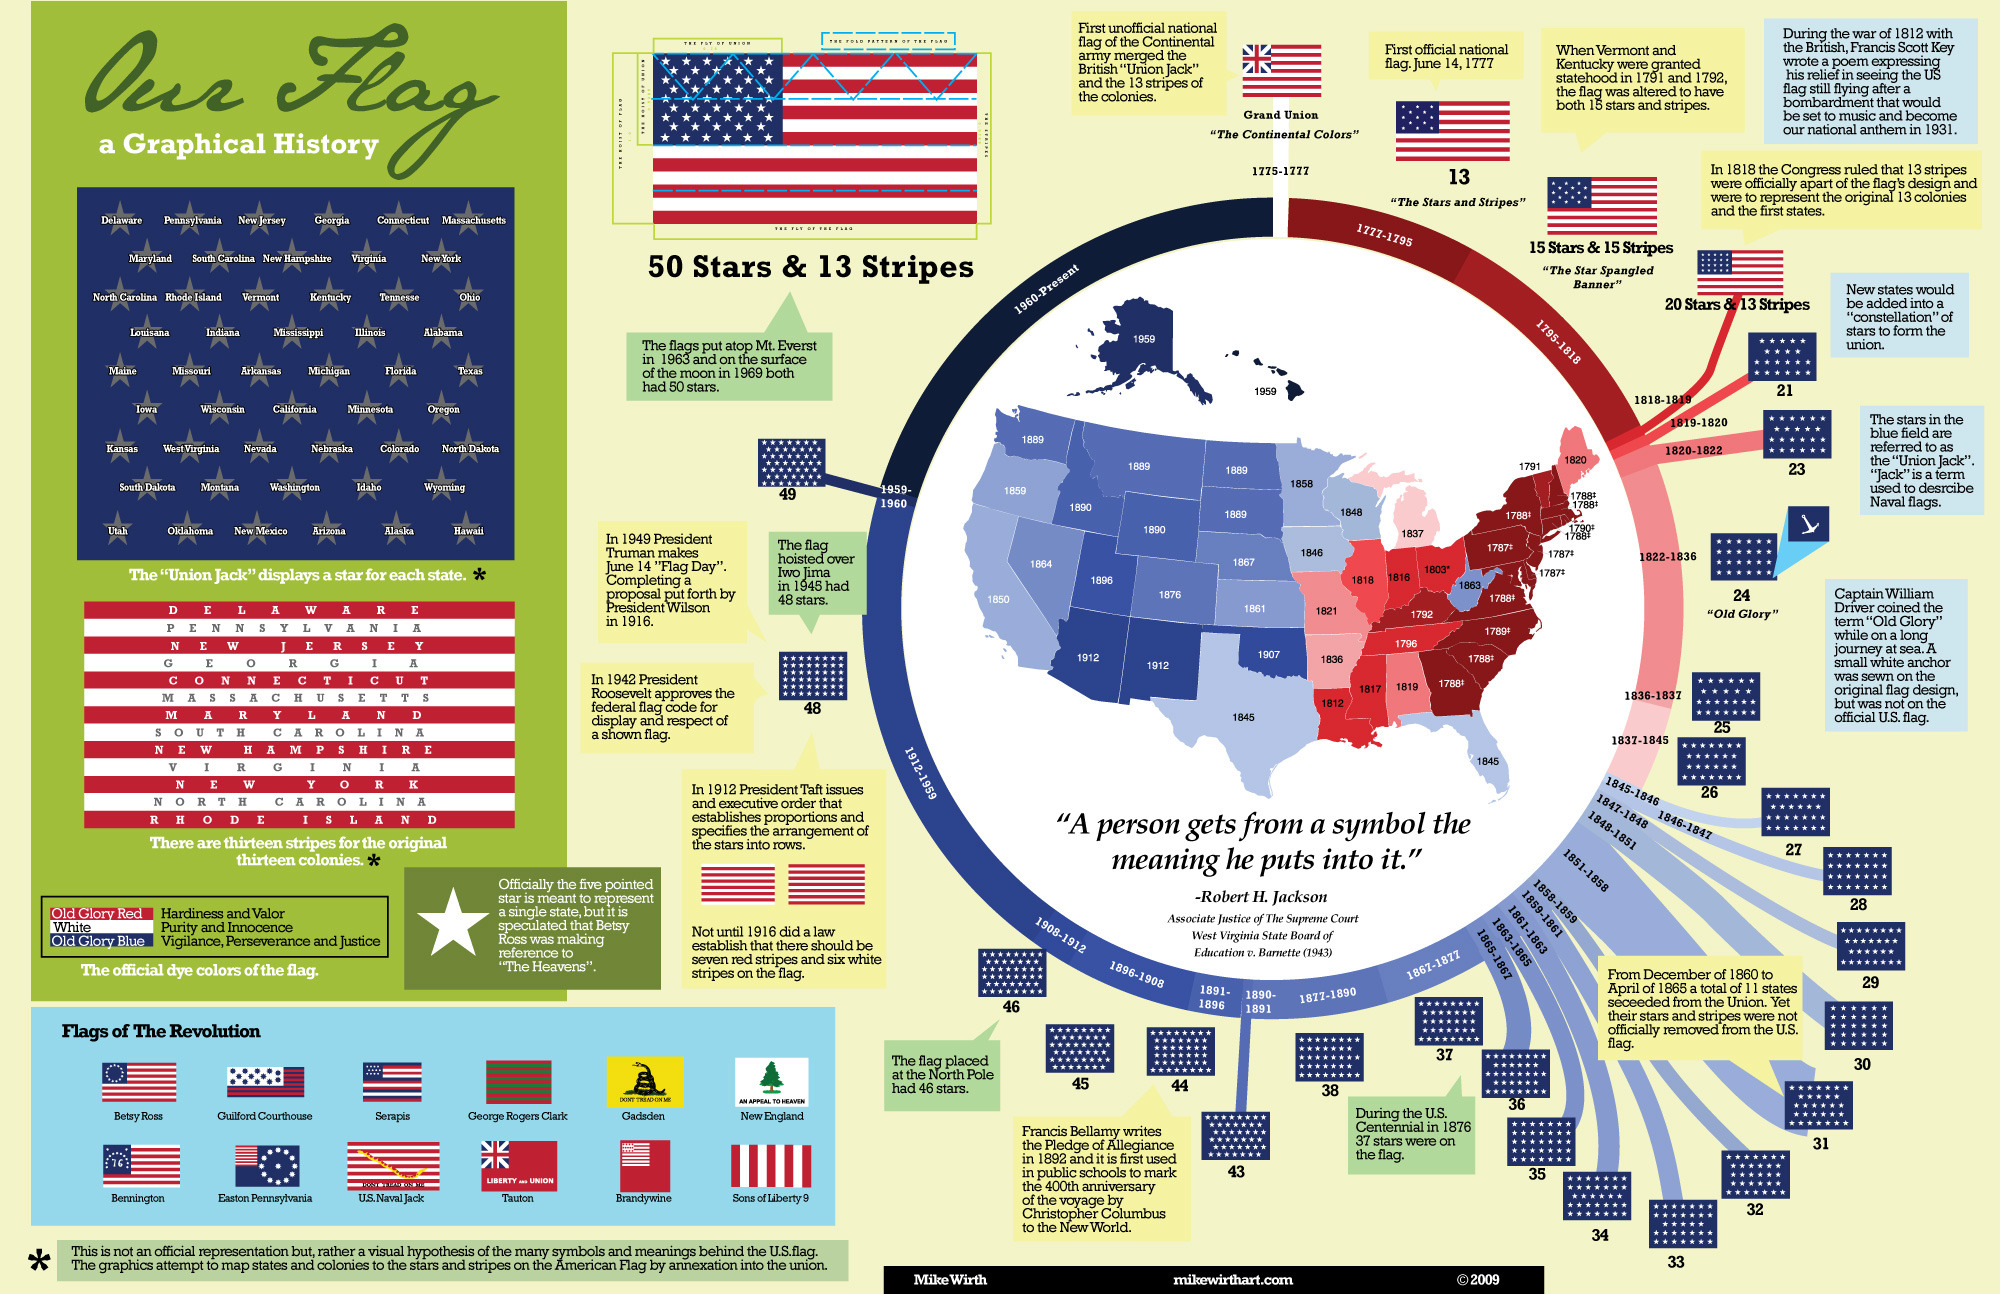 Our Flag
a Graphical History
Delaware Pennsylvania New Jersey Georgia Connecticut Massachusetts
Maryland South Carolina New Hampshire Virginia New York
North Carolina Rhode Island Vermont Kentucky Tennesse Ohio
Louisana Indiana Mississippi Illinis Alabama
Maine Missouri Arkansas Michigan Florida Texas
Iowa Wisconsin California Minnesota Oregon
Kansas West Virginia Nevada Nebraska Colorado North Dakota
South Dakota Montana Washington Idaho Wyoming
Utah Oklahoma New Mexico Arizona Alaska Hawaii
The “Union Jack” displays a star for each state. *
DELAWARE
PENNSYLVANIA
NEW JERSEY
GEORGIA
CONNECTICUT
MASSACHUSETTS
MARYLAND
SOUTH CAROLINA
NEW HAMPSHIRE
VIRGINIA
NEW YORK
NORTH CAROLINA
RHODE ISLAND
There are thirteen stripes for the original
thirteen colonies. *
Old Glory Red Hardiness and Valor
White Purity and Innocence
Old Glory Blue Vigilance, Perseverance and Justice
The official dye colors of the flag.
Officially the five pointed
star is meant to represent
a single state, but it is
speculated that Betsy
Ross was making
reference to
“The Heavens”.
Flags of The Revolution
Betsy Ross
Guilford Courthouse
Serapis
George Rogers Clark
DONT TREAD ON ME
Gadsden
AN APPEAL TO HEAVEN
New England
76
Bennington
Easton Pennsylvania
DONT TREAD ON ME
U.S. Naval Jack
LIBERTY AND UNION
Tauton
Brandywine
Sons of Liberty 9
* This is not an official representation but, rather a visual hypothesis of the many symbols and meanings behind the U.S.flag.
The graphics attempt to map states and colonies to the stars and stripes on the American Flag by annexation into the union.
THE FLY OF UNION
THE FOLD PATTERN OF THE FLAG
THE HOIST OF FLAG
THE HOIST OF UNION
THE STRIPES
THE FLY OF THE FLAG
50 Stars & 13 Stripes
The flags put atop Mt. Everst
in 1963 and on the surface
of the moon in 1969 both
had 50 stars.
49
In 1949 President
Truman makes
June 14 "Flag Day".
Completing a
proposal put forth by
President Wilson
in 1916.
The flag
hoisted over
Iwo Jima
in 1945 had
48 stars.
In 1942 President
Roosevelt approves the
federal flag code for
display and respect of
a shown flag.
48
In 1912 President Taft issues
and executive order that
establishes proportions and
specifies the arrangement of
the stars into rows.
Not until 1916 did a law
establish that there should be
seven red stripes and six white
stripes on the flag.
First unofficial national
flag of the Continental
army merged the
British “Union Jack”
and the 13 stripes of
the colonies.
Grand Union
“The Continental Colors”
1775-1777
First official national
flag. June 14, 1777
13
“The Stars and Stripes”
When Vermont and
Kentucky were granted
statehood in 1791 and 1792,
the flag was altered to have
both 15 stars and stripes.
15 Stars & 15 Stripes
“The Star Spangled
Banner”
During the war of 1812 with
the British, Francis Scott Key
wrote a poem expressing
his relief in seeing the US
flag still flying after a
bombardment that would
be set to music and become
our national anthem in 1931.
In 1818 the Congress ruled that 13 stripes
were officially apart of the flag's design and
were to represent the original 13 colonies
and the first states.
20 Stars & 13 Stripes
New states would
be added into a
“constellation” of
stars to form the
union.
21
23
The stars in the
blue field are
referred to as
the “Union Jack”.
“Jack” is a term
used to desrcibe
Naval flags.
24
“Old Glory”
Captain William
Driver coined the
term “Old Glory”
while on a long
journey at sea. A
small white anchor
was sewn on the
original flag design,
but was not on the
official U.S. flag.
25
26
27
28
29
30
31
32
33
34
35
36
37
38
43
44
45
46
From December of 1860 to
April of 1865 a total of 11 states
seceeded from the Union. Yet
their stars and stripes were not
officially removed from the U.S.
flag.
During the U.S.
Centennial in 1876
37 stars were on
the flag.
Francis Bellamy writes
the Pledge of Allegiance
in 1892 and it is first used
in public schools to mark
the 400th anniversary
of the voyage by
Christopher Columbus
to the New World.
The flag placed
at the North Pole
had 46 stars.
1777-1795
1795-1818
1818-1819
1819-1820
1820-1822
1822-1836
1836-1837
1837-1845
1845-1846
1846-1847
1847-1848
1848-1851
1851-1858
1858-1859
1859-1861
1861-1863
1863-1865
1865-1867
1867-1877
1877-1890
1890-
1891
1891-
1896
1896-1908
1908-1912
1912-1959
1959-
1960
1960-Present
1959
1959
1889
1889
1889
1858
1859
1890
1890
1889
1848
1837
1820
1791
1788‡
1788‡
1788‡
1790‡
1788‡
1787‡
1787‡
1787‡
1864
1896
1867
1846
1818
1816
1803*
1863
1788‡
1850
1876
1861
1821
1792
1789‡
1796
1912
1912
1907
1836
1817
1819
1788‡
1788‡
1812
1845
1845
“A person gets from a symbol the
meaning he puts into it.”
-Robert H. Jackson
Associate Justice of The Supreme Court
West Virginia State Board of
Education v. Barnette (1943)
Mike Wirth mikewirthart.com © 2009